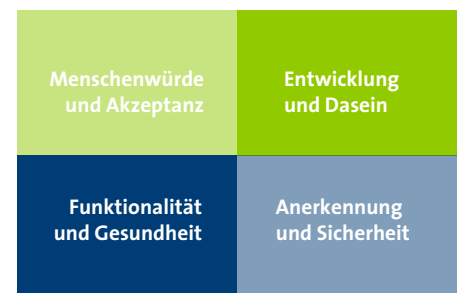 Menschenwürde
und Akzeptanz
Entwicklung
und Dasein
Funktionalität
und Gesundheit
Anerkennung
und Sicherheit